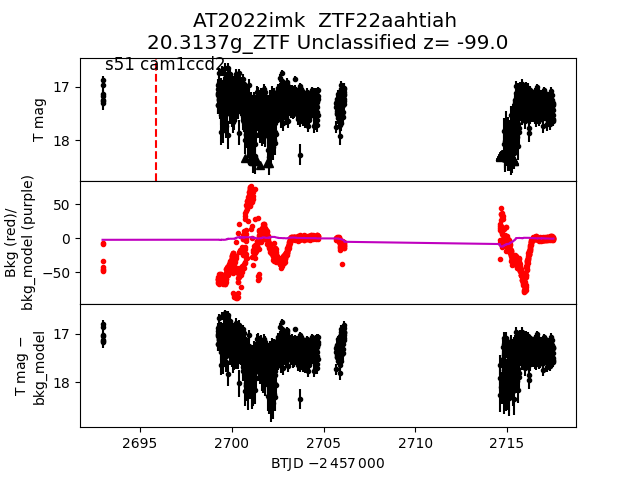 AT2022imk  ZTF22aahtiah
20.3137g_ZTF Unclassified z= -99.0
s51 cam1ccd2
17
18
T mag
50
0
−50
Bkg (red)/
bkg_model (purple)
17
18
T mag −
bkg_model
2695
2700
2705
2710
2715
BTJD −2 457 000